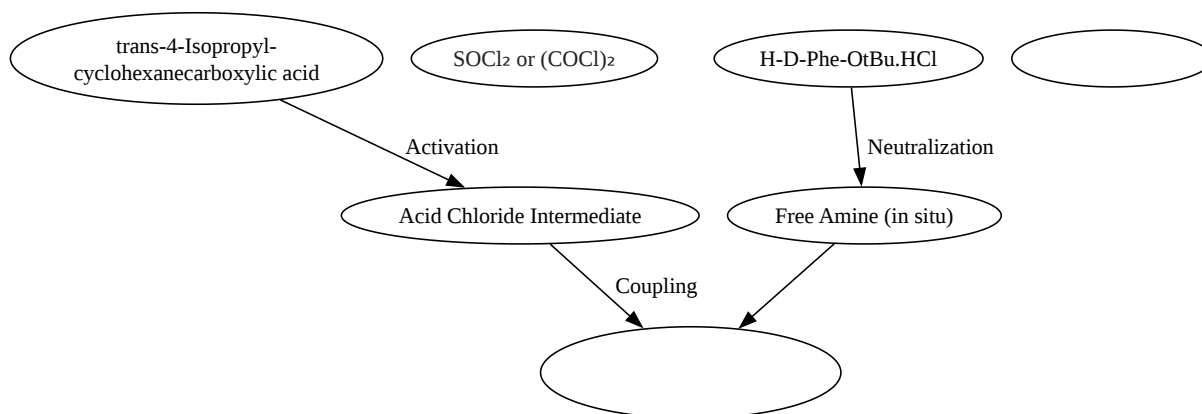 trans-4-Isopropyl-
cyclohexanecarboxylic acid
SOCl₂ or (COCl)₂
H-D-Phe-OtBu.HCl
Activation
Neutralization
Acid Chloride Intermediate
Free Amine (in situ)
Coupling